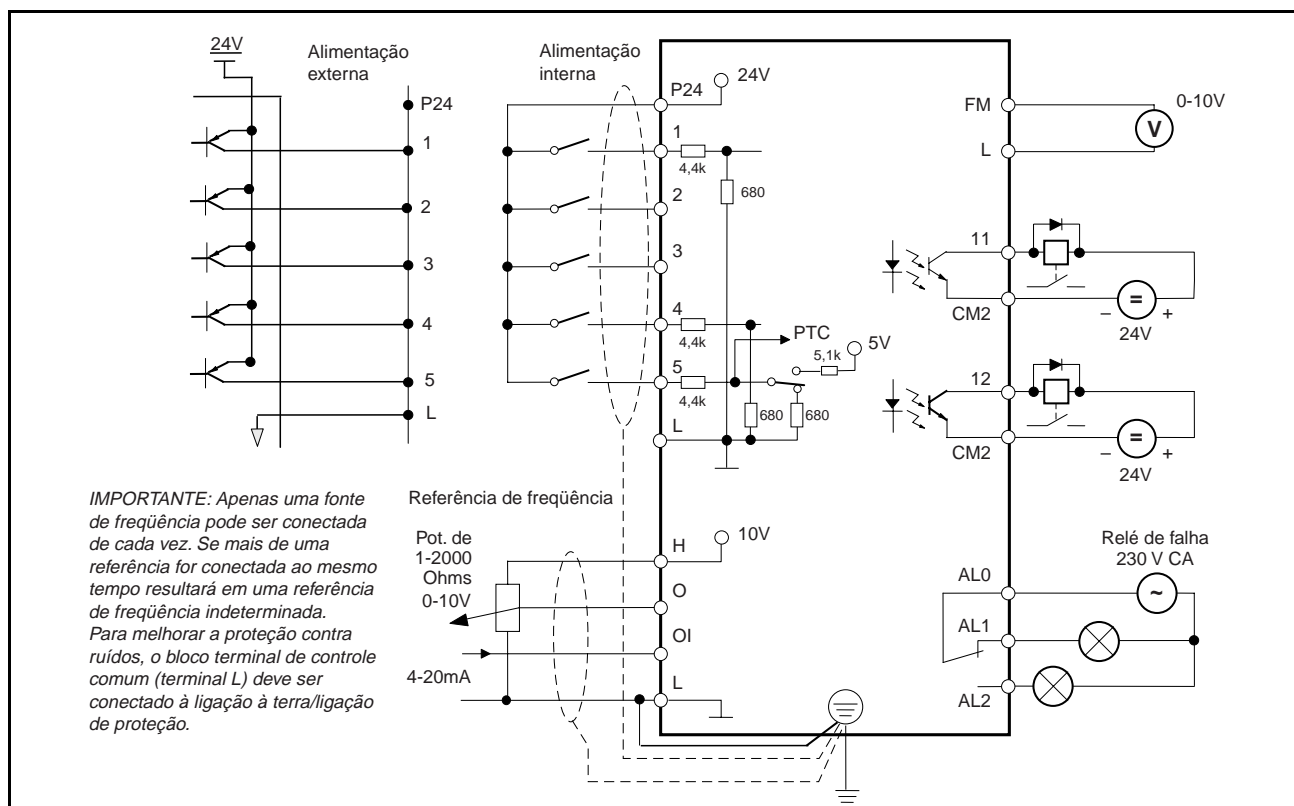 24V
Alimentação
externa
P24
1
2
3
4
5
L
Alimentação
interna
P24
24V
1
4,4k
680
2
3
4
4,4k
PTC
5,1k
5V
5
4,4k
680
680
L
FM
0-10V
V
L
11
CM2
=
–
+
24V
12
CM2
=
–
+
24V
IMPORTANTE: Apenas uma fonte
de freqüência pode ser conectada
de cada vez. Se mais de uma
referência for conectada ao mesmo
tempo resultará em uma referência
de freqüência indeterminada.
Para melhorar a proteção contra
ruídos, o bloco terminal de controle
comum (terminal L) deve ser
conectado à ligação à terra/ligação
de proteção.
Referência de freqüência
Pot. de
1-2000
Ohms
0-10V
4-20mA
H
10V
O
OI
L
Relé de falha
230 V CA
AL0
~
AL1
AL2